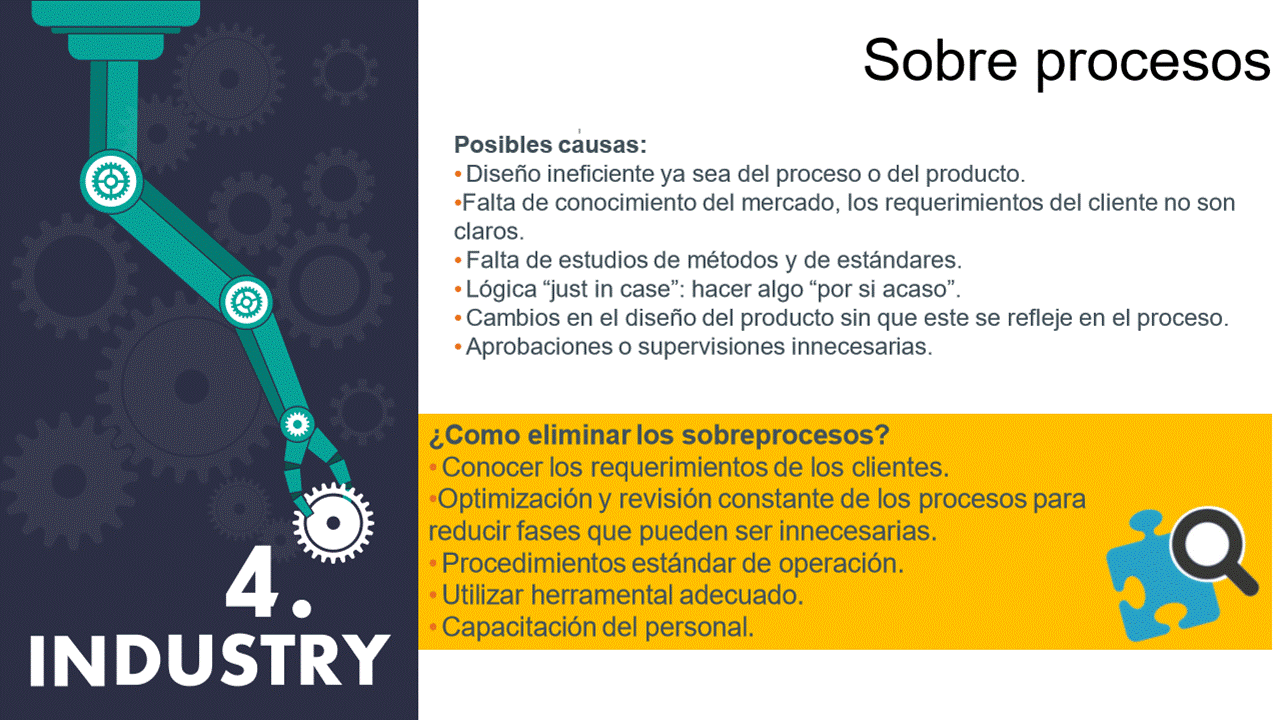 Sobre procesos
Posibles causas:
•Diseño ineficiente ya sea del proceso o del producto.
•Falta de conocimiento del mercado, los requerimientos del cliente no son
claros.
•Falta de estudios de métodos y de estándares.
•Lógica “just in case”: hacer algo “por si acaso”.
•Cambios en el diseño del producto sin que este se refleje en el proceso.
•Aprobaciones o supervisiones innecesarias.
¿Como eliminar los sobreprocesos?
•Conocer los requerimientos de los clientes.
•Optimización y revisión constante de los procesos para
reducir fases que pueden ser innecesarias.
•Procedimientos estándar de operación.
•Utilizar herramental adecuado.
•Capacitación del personal.
4.
INDUSTRY